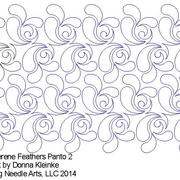 erene Feathers Panto 2
t by Donna Kleinke
g Needle Arts, LLC 2014